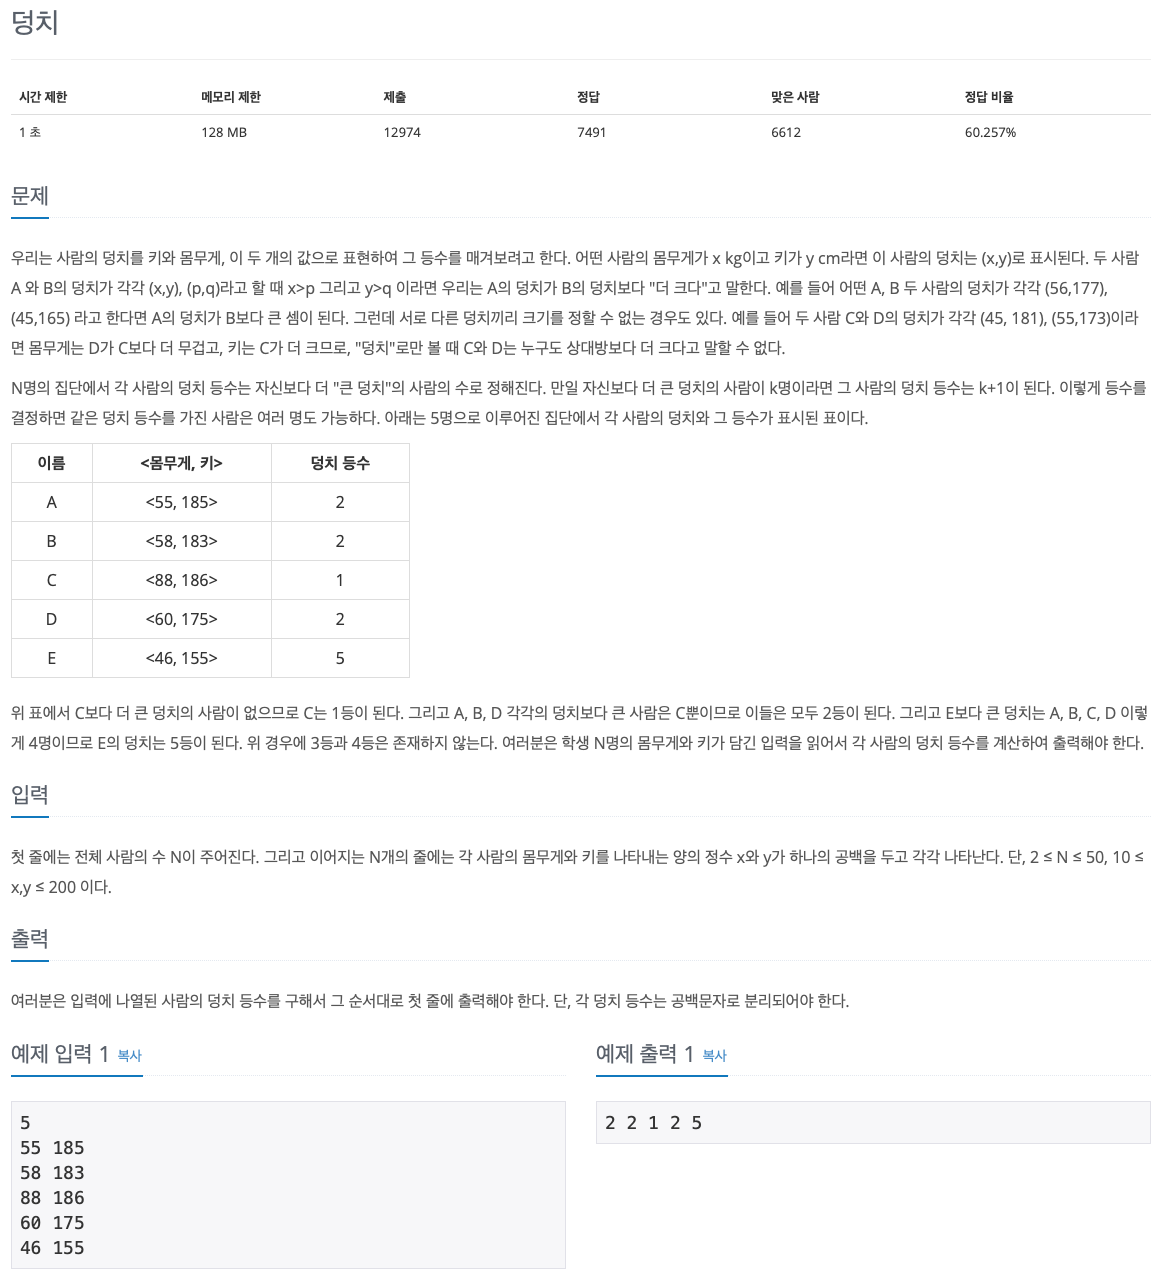 덩치
시간 제한 메모리 제한 제출 정답 맞은 사람 정답 비율
1 초 128 MB 12974 7491 6612 60.257%
문제
우리는 사람의 덩치를 키와 몸무게, 이 두 개의 값으로 표현하여 그 등수를 매겨보려고 한다. 어떤 사람의 몸무게가 x kg이고 키가 y cm라면 이 사람의 덩치는 (x,y)로 표시된다. 두 사람
A 와 B의 덩치가 각각 (x,y), (p,q)라고 할 때 x>p 그리고 y>q 이라면 우리는 A의 덩치가 B의 덩치보다 "더 크다"고 말한다. 예를 들어 어떤 A, B 두 사람의 덩치가 각각 (56,177),
(45,165) 라고 한다면 A의 덩치가 B보다 큰 셈이 된다. 그런데 서로 다른 덩치끼리 크기를 정할 수 없는 경우도 있다. 예를 들어 두 사람 C와 D의 덩치가 각각 (45, 181), (55,173)이라
면 몸무게는 D가 C보다 더 무겁고, 키는 C가 더 크므로, "덩치"로만 볼 때 C와 D는 누구도 상대방보다 더 크다고 말할 수 없다.
N명의 집단에서 각 사람의 덩치 등수는 자신보다 더 "큰 덩치"의 사람의 수로 정해진다. 만일 자신보다 더 큰 덩치의 사람이 k명이라면 그 사람의 덩치 등수는 k+1이 된다. 이렇게 등수를
결정하면 같은 덩치 등수를 가진 사람은 여러 명도 가능하다. 아래는 5명으로 이루어진 집단에서 각 사람의 덩치와 그 등수가 표시된 표이다.
이름 <몸무게, 키> 덩치 등수
A <55, 185> 2
B <58, 183> 2
C <88, 186> 1
D <60, 175> 2
E <46, 155> 5
위 표에서 C보다 더 큰 덩치의 사람이 없으므로 C는 1등이 된다. 그리고 A, B, D 각각의 덩치보다 큰 사람은 C뿐이므로 이들은 모두 2등이 된다. 그리고 E보다 큰 덩치는 A, B, C, D 이렇
게 4명이므로 E의 덩치는 5등이 된다. 위 경우에 3등과 4등은 존재하지 않는다. 여러분은 학생 N명의 몸무게와 키가 담긴 입력을 읽어서 각 사람의 덩치 등수를 계산하여 출력해야 한다.
입력
첫 줄에는 전체 사람의 수 N이 주어진다. 그리고 이어지는 N개의 줄에는 각 사람의 몸무게와 키를 나타내는 양의 정수 x와 y가 하나의 공백을 두고 각각 나타난다. 단, 2 ≤ N ≤ 50, 10 ≤
x,y ≤ 200 이다.
출력
여러분은 입력에 나열된 사람의 덩치 등수를 구해서 그 순서대로 첫 줄에 출력해야 한다. 단, 각 덩치 등수는 공백문자로 분리되어야 한다.
예제 입력 1 복사
5
55 185
58 183
88 186
60 175
46 155
예제 출력 1 복사
2 2 1 2 5